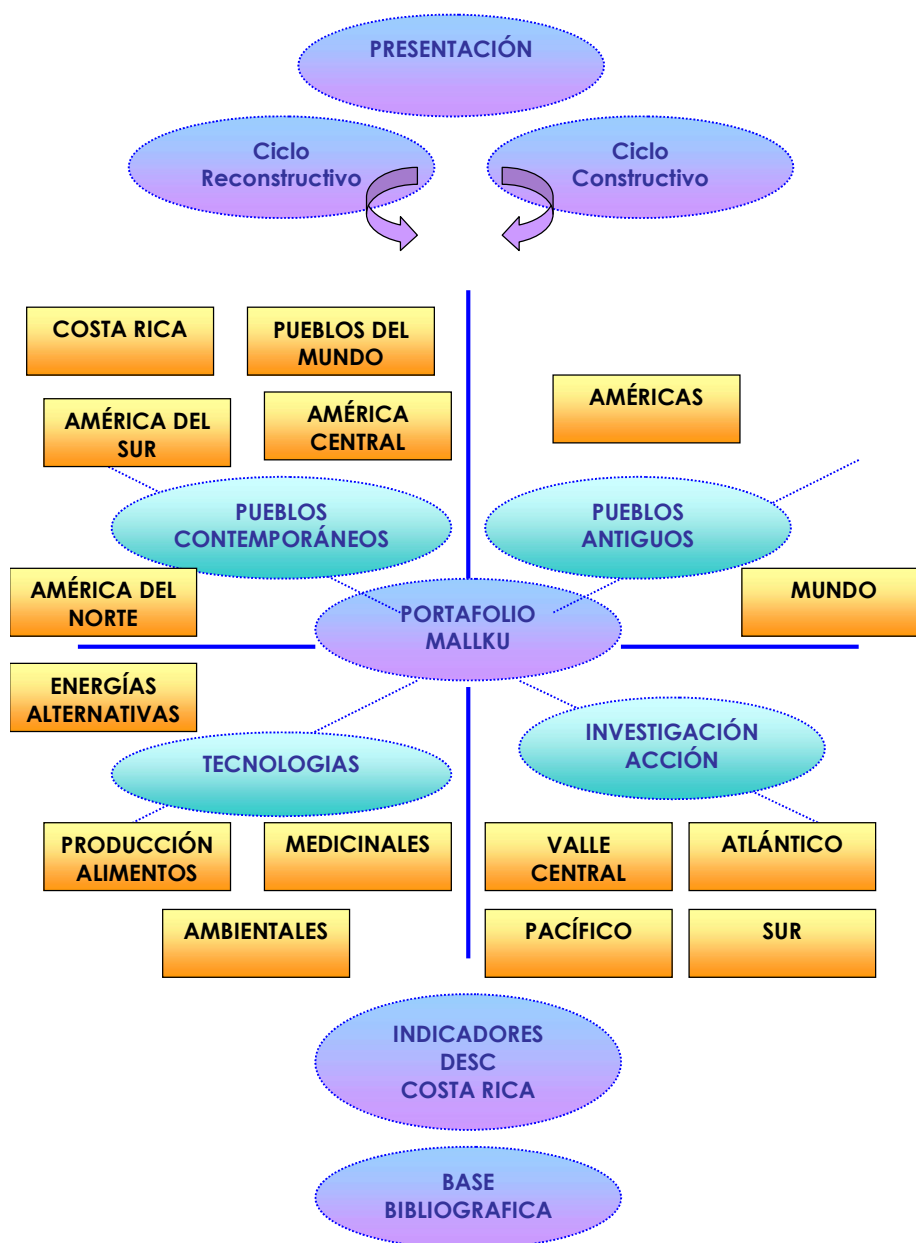 PRESENTACIÓN
Ciclo
Reconstructivo
Ciclo
Constructivo
COSTA RICA
PUEBLOS DEL
MUNDO
AMÉRICA DEL
SUR
AMÉRICA
CENTRAL
AMÉRICAS
PUEBLOS
CONTEMPORÁNEOS
PUEBLOS
ANTIGUOS
AMÉRICA DEL
NORTE
PORTAFOLIO
MALLKU
MUNDO
ENERGÍAS
ALTERNATIVAS
TECNOLOGIAS
INVESTIGACIÓN
ACCIÓN
PRODUCCIÓN
ALIMENTOS
MEDICINALES
VALLE
CENTRAL
ATLÁNTICO
AMBIENTALES
PACÍFICO
SUR
INDICADORES
DESC
COSTA RICA
BASE
BIBLIOGRAFICA